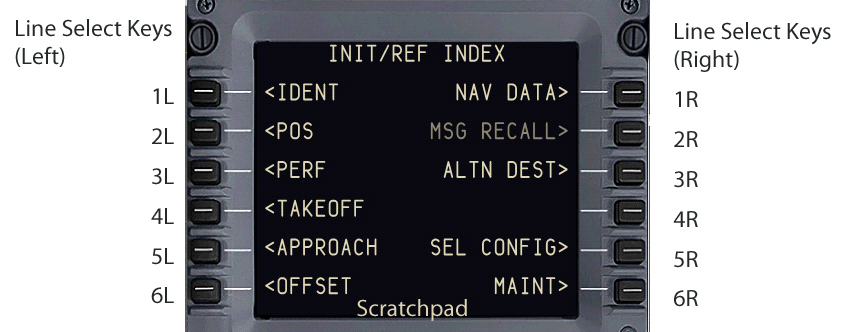 Line Select Keys
(Left)
Line Select Keys
(Right)
INIT/REF INDEX
1L <IDENT NAV DATA> 1R
2L <POS MSG RECALL> 2R
3L <PERF ALTN DEST> 3R
4L <TAKEOFF 4R
5L <APPROACH SEL CONFIG> 5R
6L <OFFSET MAINT> 6R
Scratchpad